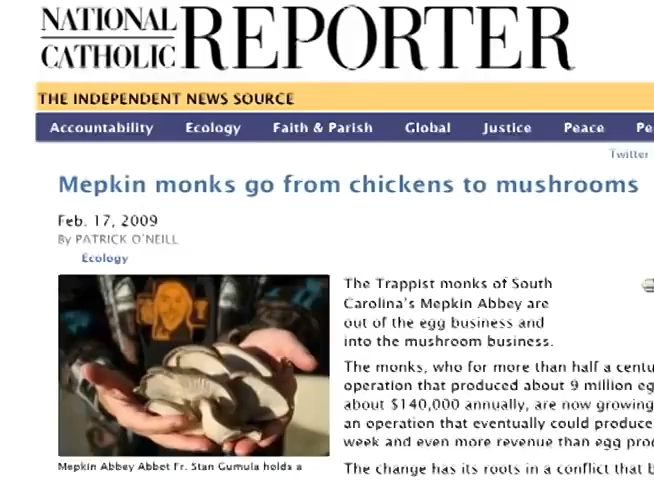 NATIONAL
CATHOLIC
REPORTER
THE INDEPENDENT NEWS SOURCE
Accountability Ecology Faith & Parish Global Justice Peace Pe
Twitter
Mepkin monks go from chickens to mushrooms
Feb. 17, 2009
By PATRICK O'NEILL
Ecology
The Trappist monks of South
Carolina's Mepkin Abbey are
out of the egg business and
into the mushroom business.
The monks, who for more than half a centu
operation that produced about 9 million eg
about $140,000 annually, are now growing
an operation that eventually could produce
week and even more revenue than egg pro
Mepkin Abbey Abbot Fr. Stan Gumula holds a
The change has its roots in a conflict that b